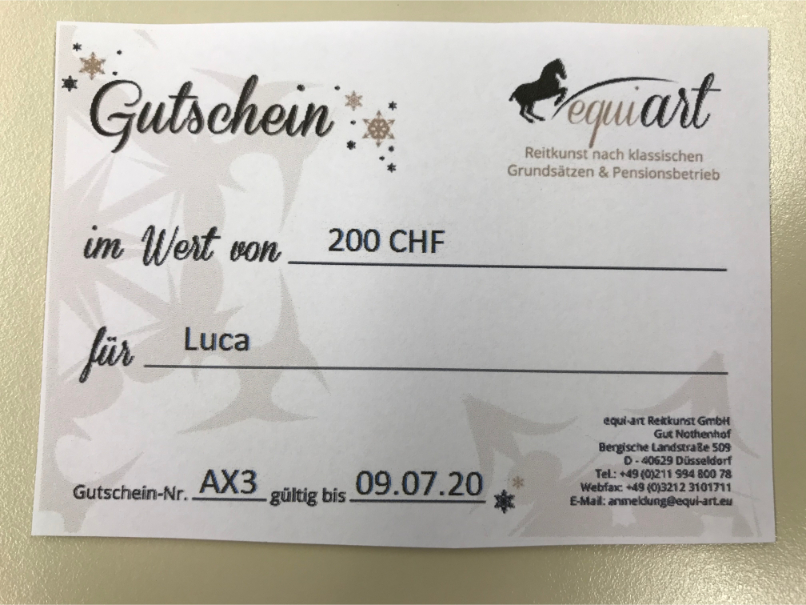 Gutschein
equiart
Reitkunst nach klassischen
Grundsätzen & Pensionsbetrieb
im Wert von 200 CHF
für Luca
equi-art Reitkunst GmbH
Gut Nothenhof
Bergische Landstraße 509
D - 40629 Düsseldorf
Tel.: +49 (0)211 994 800 78
Webfax: +49 (0)3212 3101711
E-Mail: anmeldung@equi-art.eu
Gutschein-Nr. AX3 gültig bis 09.07.20